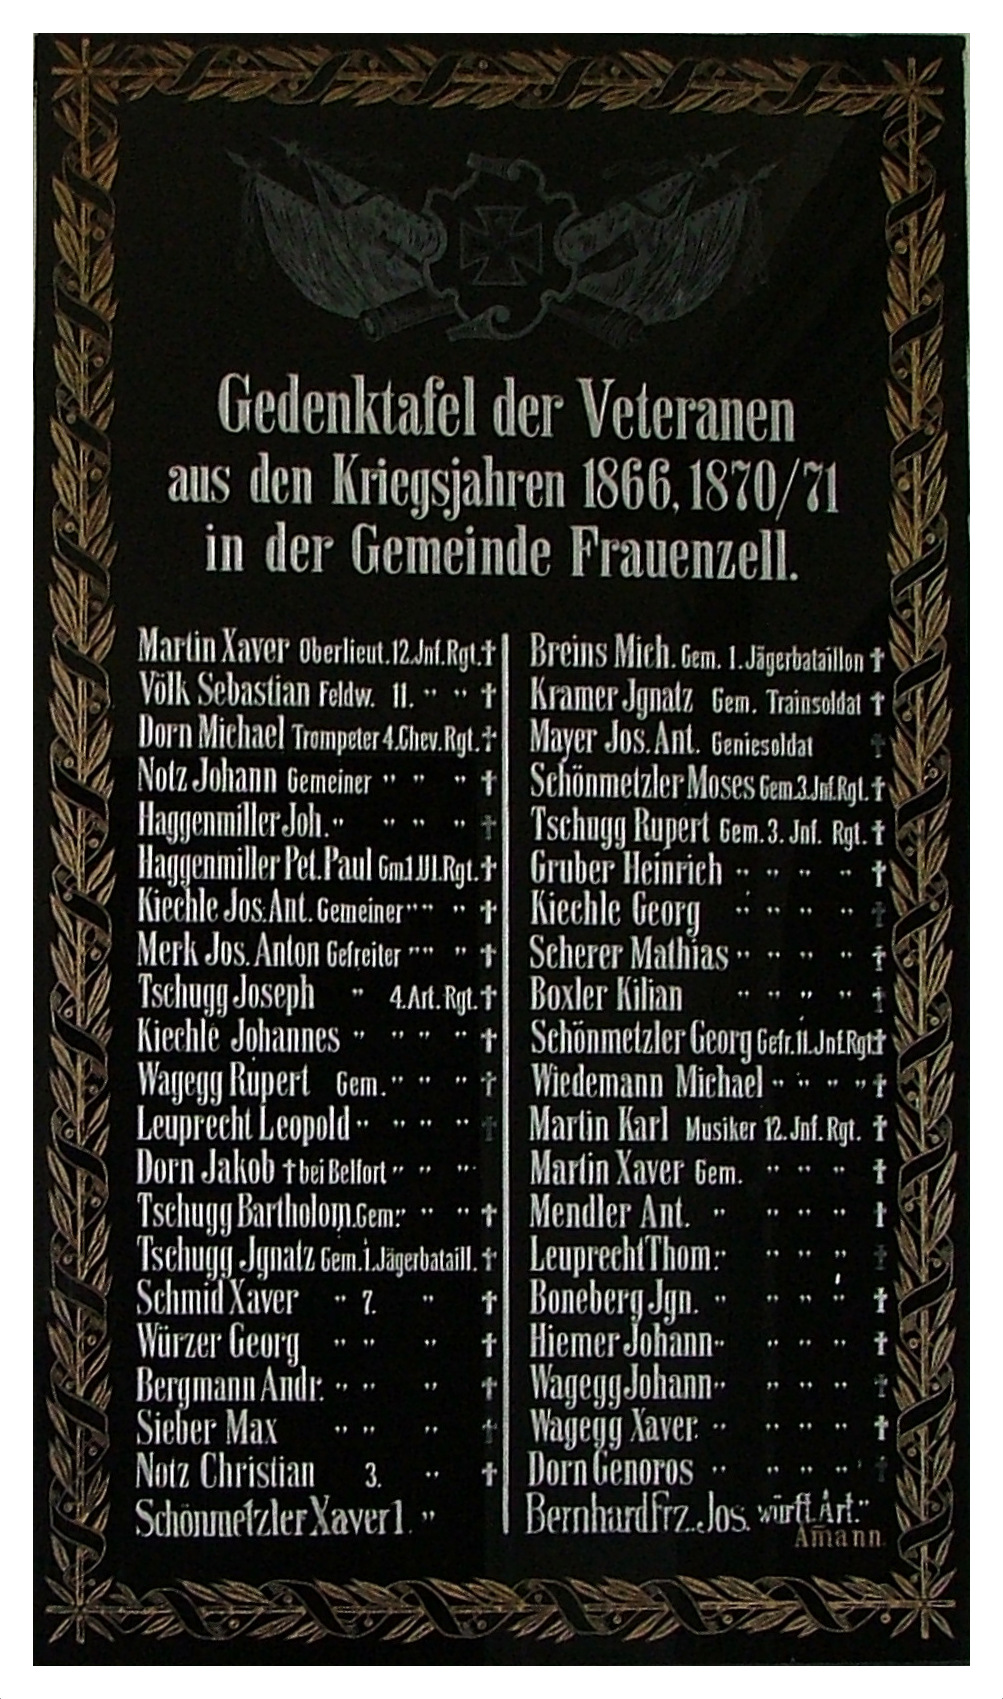 Gedenktafel der Veteranen
aus den Kriegsjahren 1866, 1870/71
in der Gemeinde Frauenzell.
Martin Xaver Oberlieut. 12. Jnf. Rgt. †
Völk Sebastian Feldw. 11. " " †
Dorn Michael Trompeter 4. Chev. Rgt. †
Notz Johann Gemeiner " " " †
Haggenmiller Joh. " " " " †
Haggenmiller Pet. Paul Gm. 1. Ul. Rgt. †
Kiechle Jos. Ant. Gemeiner " " " †
Merk Jos. Anton Gefreiter " " " †
Tschugg Joseph " 4. Art. Rgt. †
Kiechle Johannes " " " " †
Wagegg Rupert Gem. " " " †
Leuprecht Leopold " " " " †
Dorn Jakob † bei Belfort " " "
Tschugg Bartholom. Gem. " " " †
Tschugg Jgnatz Gem. 1. Jägerbataill. †
Schmid Xaver " 7. " †
Würzer Georg " " " †
Bergmann Andr. " " " †
Sieber Max " " " †
Notz Christian 3. " †
Schönmetzler Xaver 1. "
Breins Mich. Gem. 1. Jägerbataillon †
Kramer Jgnatz Gem. Trainsoldat †
Mayer Jos. Ant. Geniesoldat †
Schönmetzler Moses Gem. 3. Jnf. Rgt. †
Tschugg Rupert Gem. 3. Jnf. Rgt. †
Gruber Heinrich " " " " †
Kiechle Georg " " " " †
Scherer Mathias " " " " †
Boxler Kilian " " " " †
Schönmetzler Georg Gefr. 11. Jnf. Rgt. †
Wiedemann Michael " " " " †
Martin Karl Musiker 12. Jnf. Rgt. †
Martin Xaver Gem. " " " †
Mendler Ant. " " " " †
Leuprecht Thom. " " " " †
Boneberg Jgn. " " " " †
Hiemer Johann " " " " †
Wagegg Johann " " " " †
Wagegg Xaver " " " " †
Dorn Genoros " " " " †
Bernhard Frz. Jos. württ. Art. "
Am̅ann.